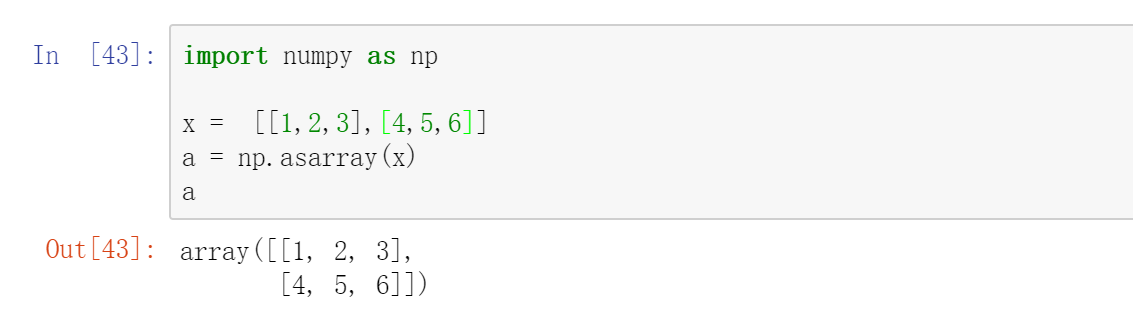 In [43]: import numpy as np
x = [[1,2,3],[4,5,6]]
a = np.asarray(x)
a
Out[43]: array([[1, 2, 3],
[4, 5, 6]])